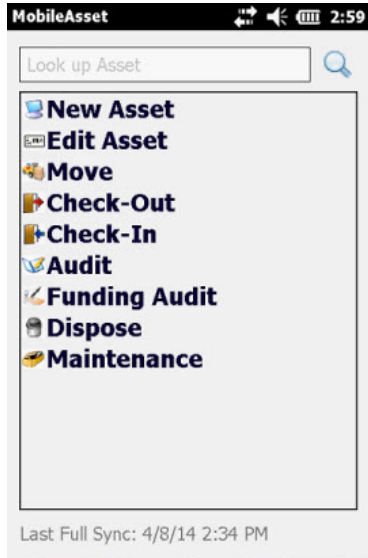 MobileAsset 2:59
Look up Asset
New Asset
Edit Asset
Move
Check-Out
Check-In
Audit
Funding Audit
Dispose
Maintenance
Last Full Sync: 4/8/14 2:34 PM